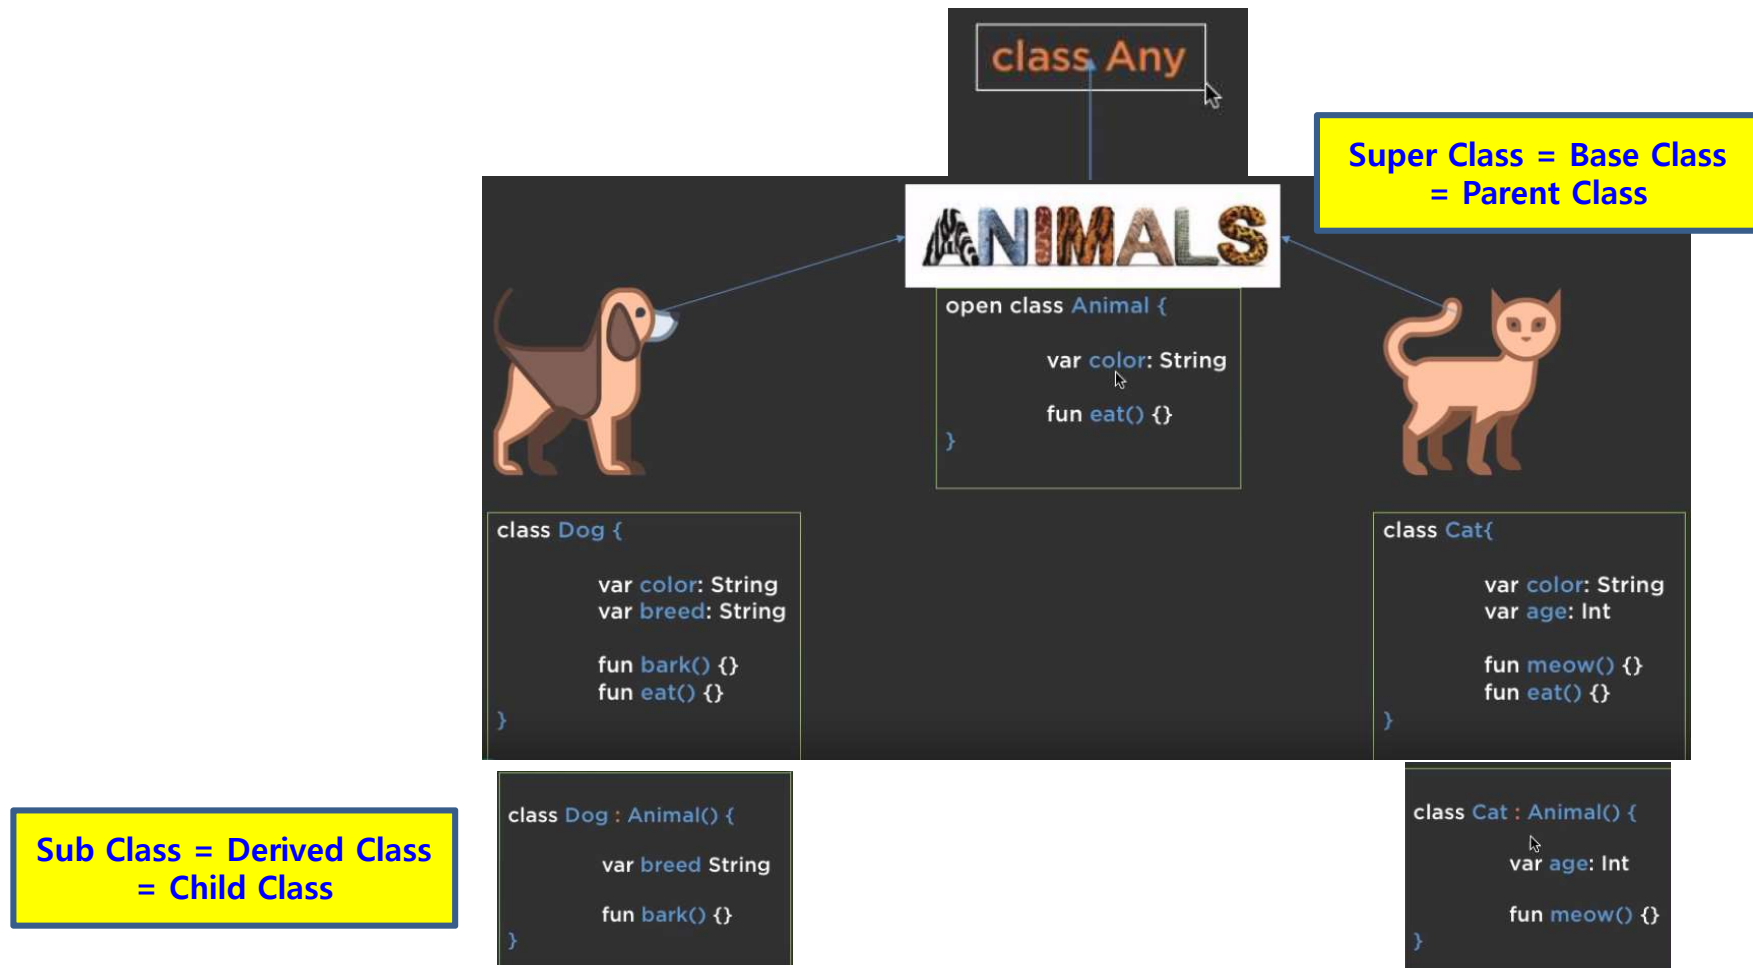 class Any
Super Class = Base Class
= Parent Class
ANIMALS
open class Animal {
var color: String
fun eat() {}
}
class Dog {
var color: String
var breed: String
fun bark() {}
fun eat() {}
}
class Cat{
var color: String
var age: Int
fun meow() {}
fun eat() {}
}
Sub Class = Derived Class
= Child Class
class Dog : Animal() {
var breed String
fun bark() {}
}
class Cat : Animal() {
var age: Int
fun meow() {}
}